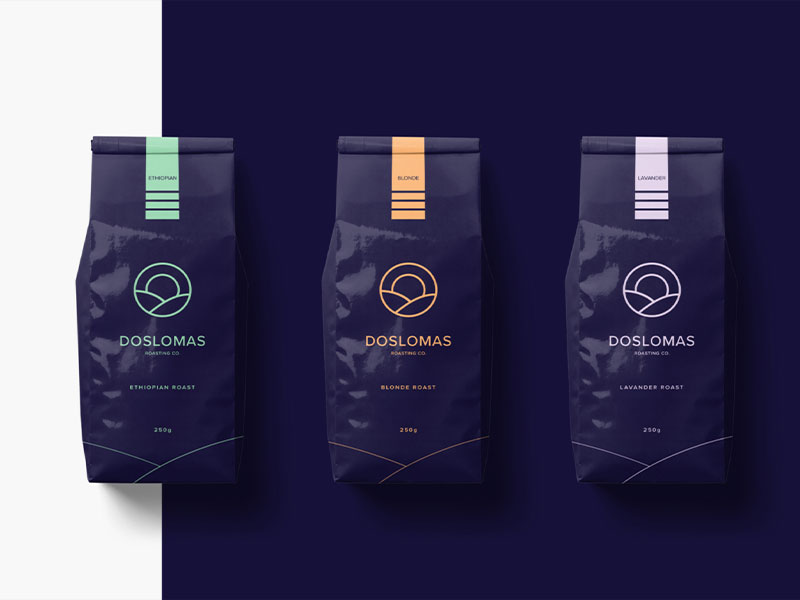 ETHIOPIAN
DOSLOMAS
ROASTING CO.
ETHIOPIAN ROAST
250g
BLONDE
DOSLOMAS
ROASTING CO.
BLONDE ROAST
250g
LAVANDER
DOSLOMAS
ROASTING CO.
LAVANDER ROAST
250g